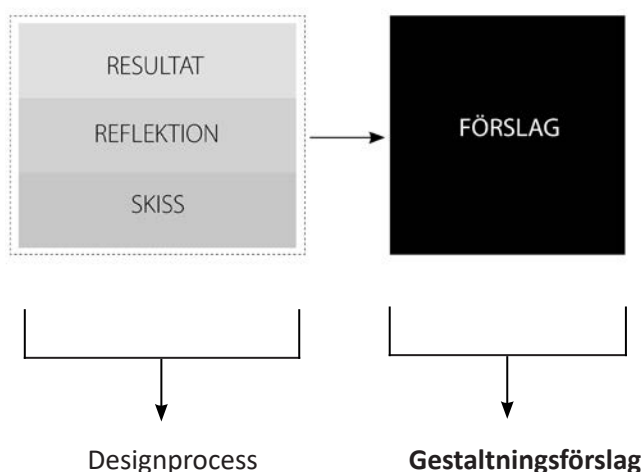 RESULTAT
REFLEKTION
SKISS
FÖRSLAG
Designprocess
Gestaltningsförslag